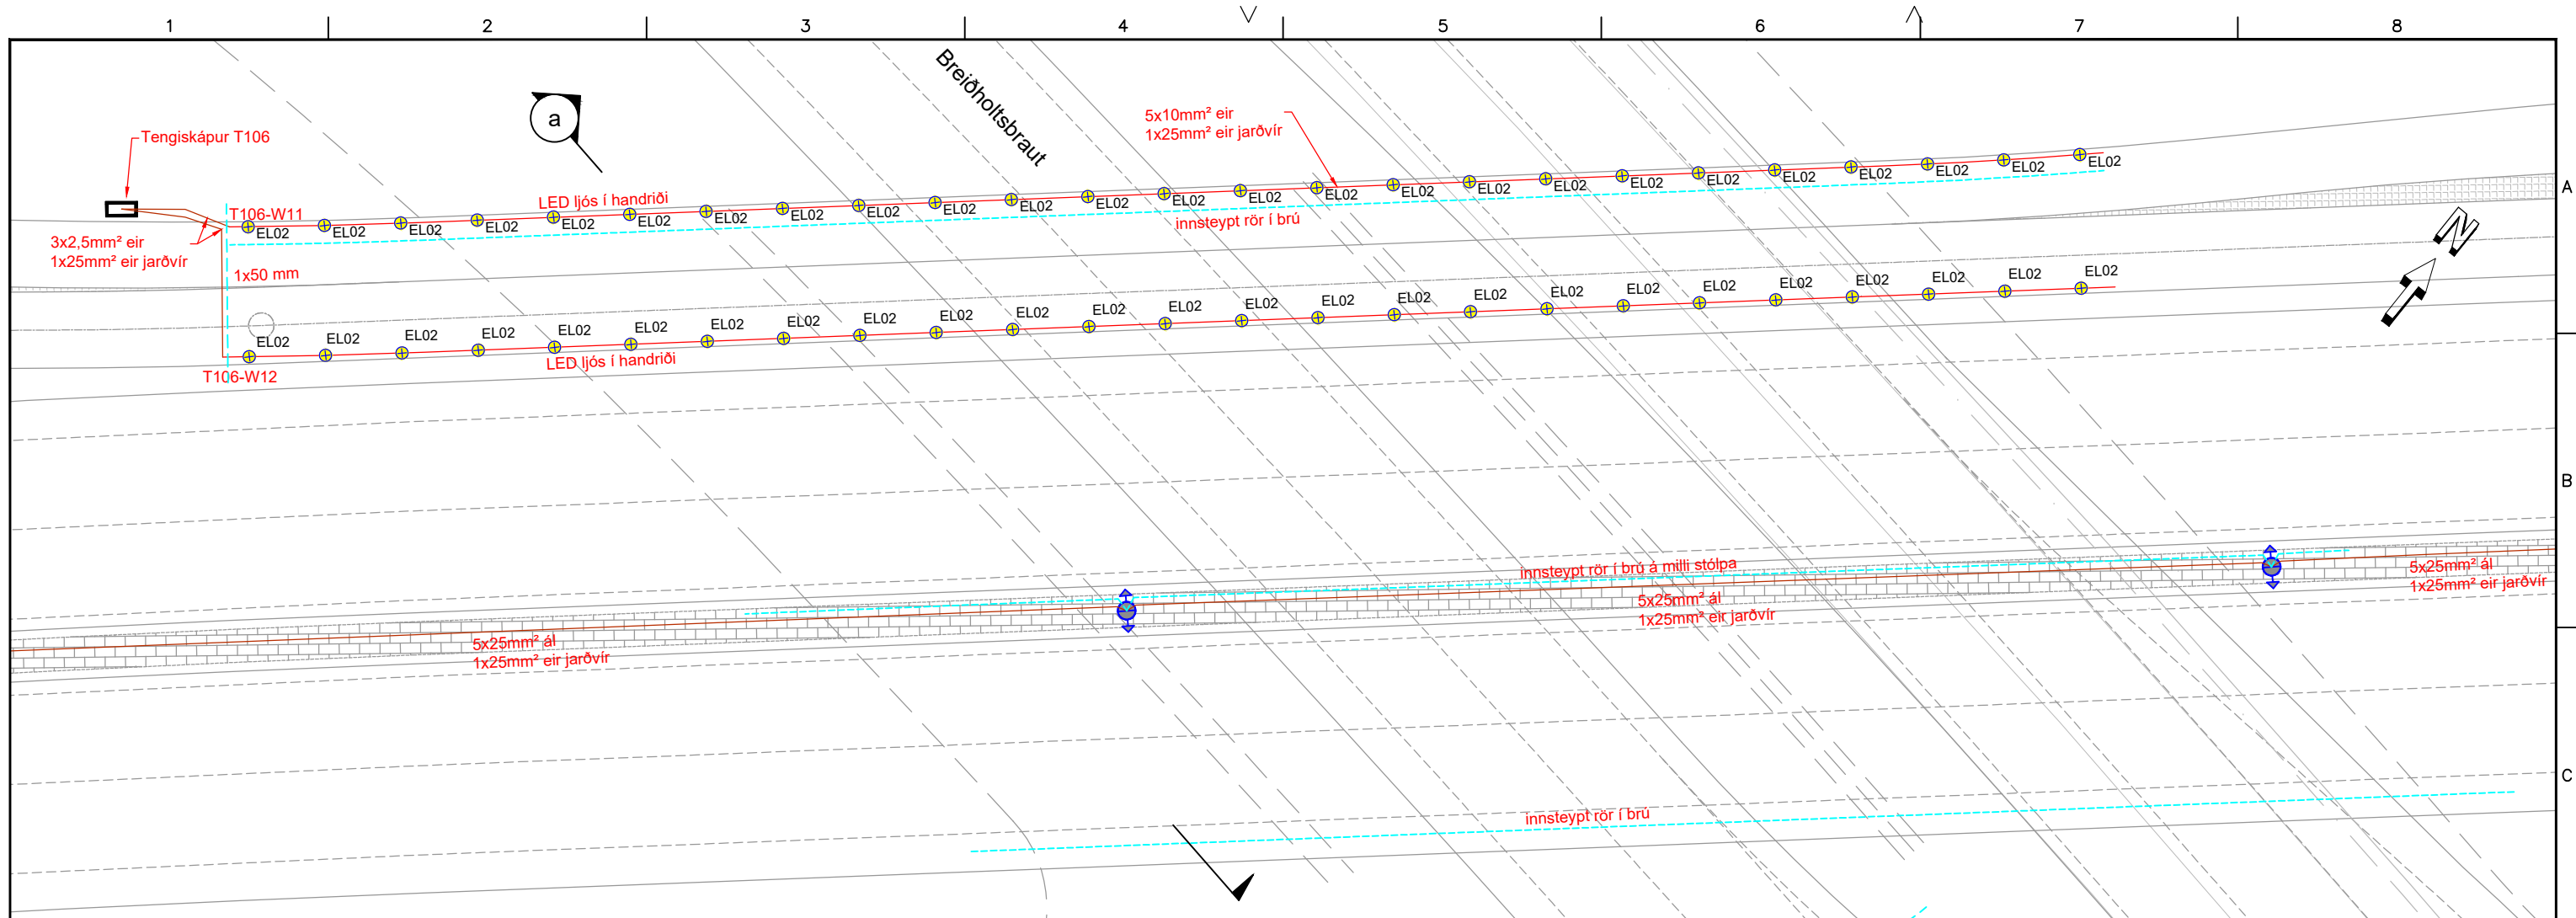 1 2 3 4 5 6 7 8
Breiðholtsbraut
a
Tengiskápur T106
5x10mm² eir
1x25mm² eir jarðvír
A
LED ljós í handriði
T106-W11
EL02 EL02 EL02 EL02 EL02 EL02 EL02 EL02 EL02 EL02 EL02 EL02 EL02 EL02 EL02 EL02 EL02 EL02 EL02 EL02 EL02 EL02 EL02 EL02 EL02
innsteypt rör í brú
3x2,5mm² eir
1x25mm² eir jarðvír
1x50 mm
N
EL02 EL02 EL02 EL02 EL02 EL02 EL02 EL02 EL02 EL02 EL02 EL02 EL02 EL02 EL02 EL02 EL02 EL02 EL02 EL02 EL02 EL02 EL02 EL02 EL02
LED ljós í handriði
T106-W12
B
innsteypt rör í brú á milli stólpa
5x25mm² ál
1x25mm² eir jarðvír
5x25mm² ál
1x25mm² eir jarðvír
5x25mm² ál
1x25mm² eir jarðvír
C
innsteypt rör í brú